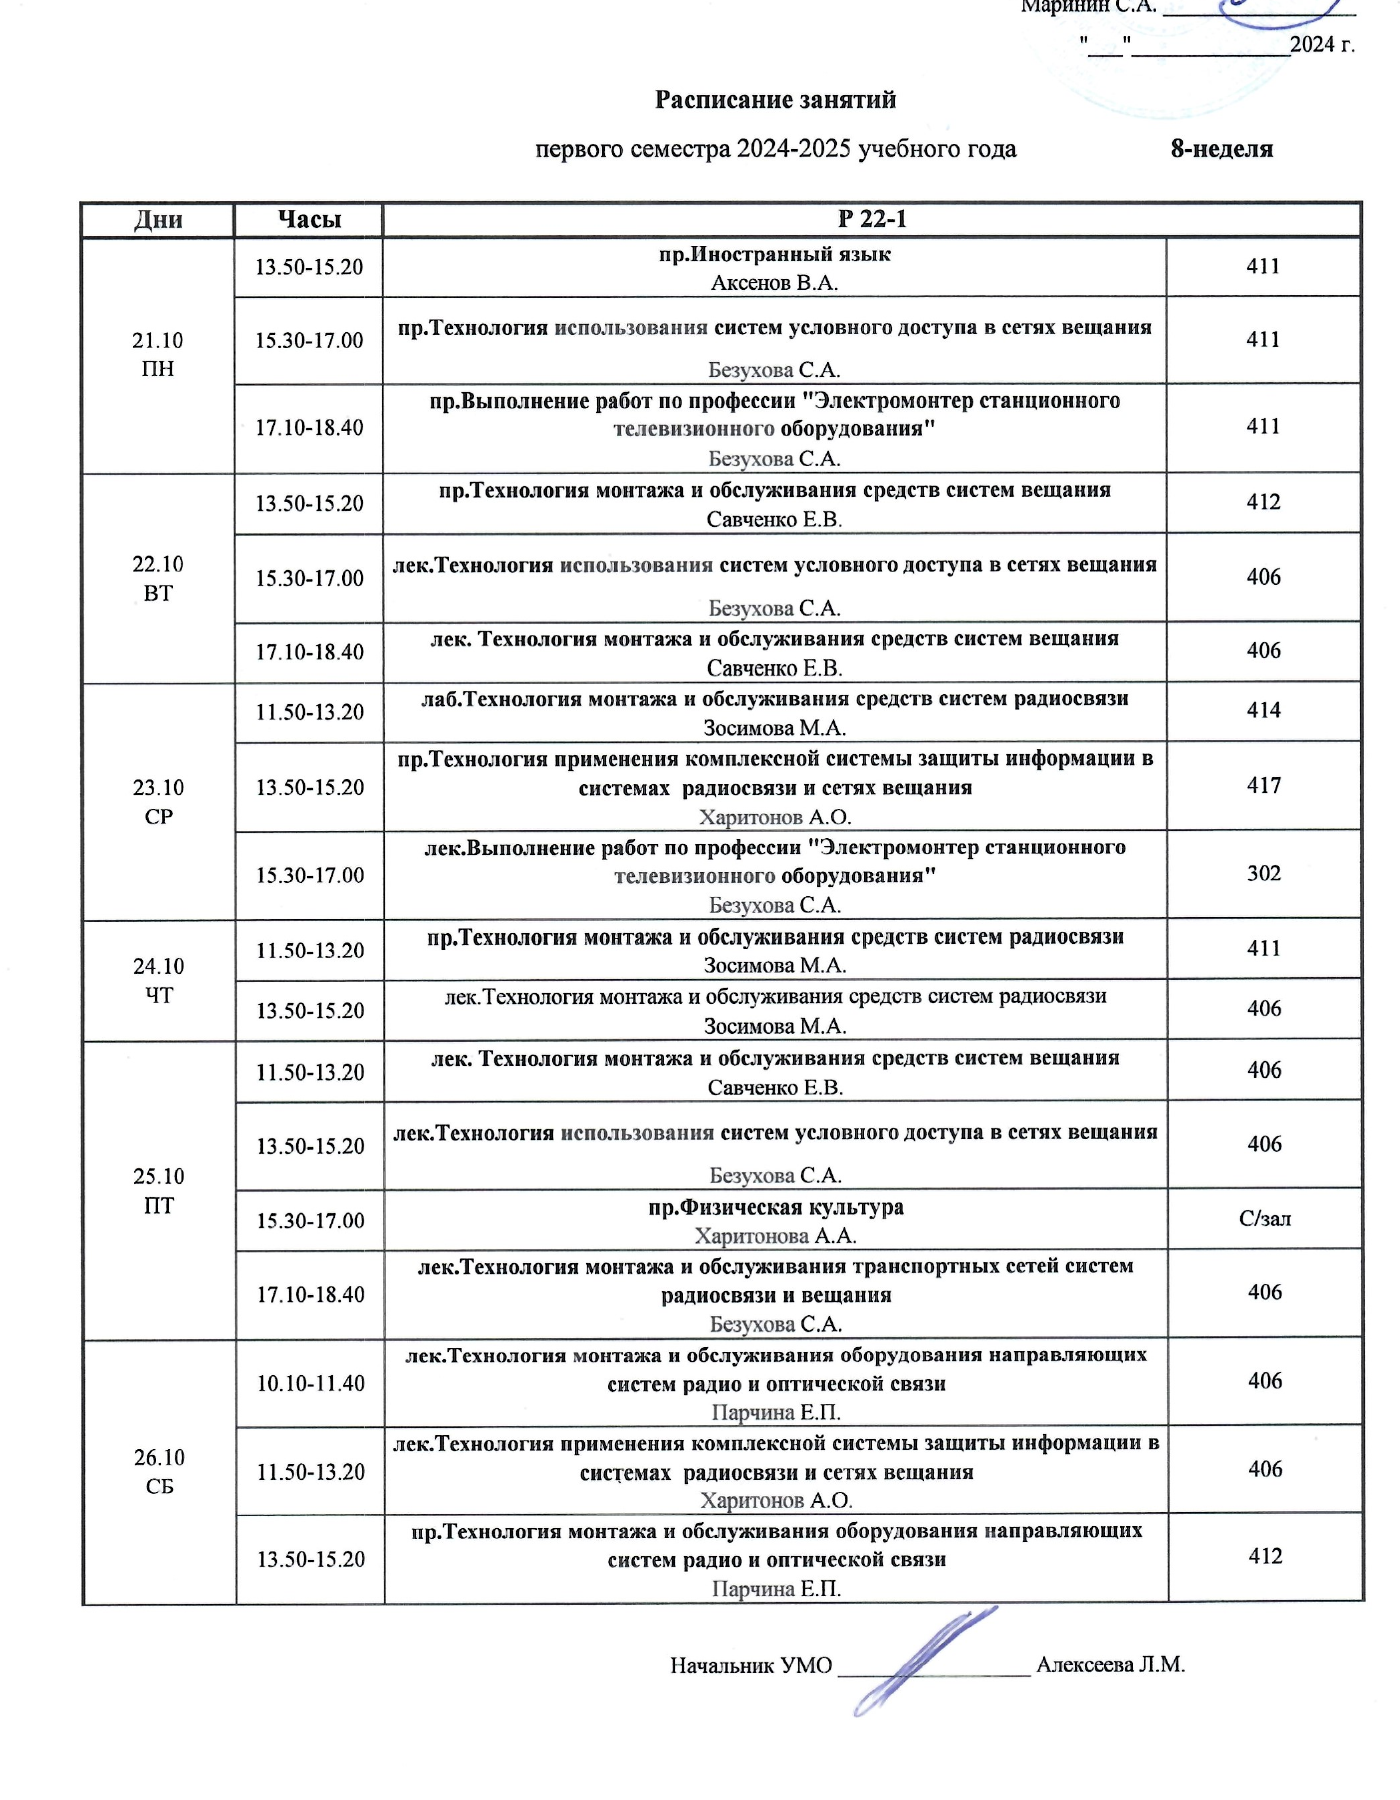 Маринин С.А.
"___"______________2024 г.
Расписание занятий
первого семестра 2024-2025 учебного года 8-неделя
Дни Часы Р 22-1
21.10
ПН
13.50-15.20
пр.Иностранный язык
Аксенов В.А.
411
15.30-17.00
пр.Технология использования систем условного доступа в сетях вещания
Безухова С.А.
411
17.10-18.40
пр.Выполнение работ по профессии "Электромонтер станционного
телевизионного оборудования"
Безухова С.А.
411
22.10
ВТ
13.50-15.20
пр.Технология монтажа и обслуживания средств систем вещания
Савченко Е.В.
412
15.30-17.00
лек.Технология использования систем условного доступа в сетях вещания
Безухова С.А.
406
17.10-18.40
лек. Технология монтажа и обслуживания средств систем вещания
Савченко Е.В.
406
23.10
СР
11.50-13.20
лаб.Технология монтажа и обслуживания средств систем радиосвязи
Зосимова М.А.
414
13.50-15.20
пр.Технология применения комплексной системы защиты информации в
системах радиосвязи и сетях вещания
Харитонов А.О.
417
15.30-17.00
лек.Выполнение работ по профессии "Электромонтер станционного
телевизионного оборудования"
Безухова С.А.
302
24.10
ЧТ
11.50-13.20
пр.Технология монтажа и обслуживания средств систем радиосвязи
Зосимова М.А.
411
13.50-15.20
лек.Технология монтажа и обслуживания средств систем радиосвязи
Зосимова М.А.
406
25.10
ПТ
11.50-13.20
лек. Технология монтажа и обслуживания средств систем вещания
Савченко Е.В.
406
13.50-15.20
лек.Технология использования систем условного доступа в сетях вещания
Безухова С.А.
406
15.30-17.00
пр.Физическая культура
Харитонова А.А.
С/зал
17.10-18.40
лек.Технология монтажа и обслуживания транспортных сетей систем
радиосвязи и вещания
Безухова С.А.
406
26.10
СБ
10.10-11.40
лек.Технология монтажа и обслуживания оборудования направляющих
систем радио и оптической связи
Парчина Е.П.
406
11.50-13.20
лек.Технология применения комплексной системы защиты информации в
системах радиосвязи и сетях вещания
Харитонов А.О.
406
13.50-15.20
пр.Технология монтажа и обслуживания оборудования направляющих
систем радио и оптической связи
Парчина Е.П.
412
Начальник УМО ________________ Алексеева Л.М.